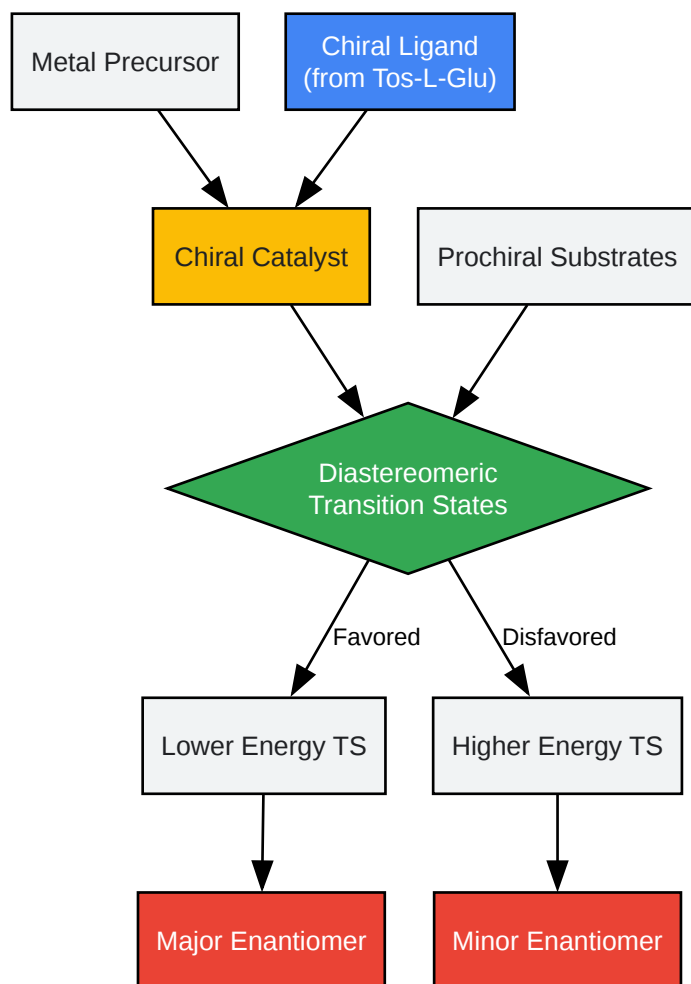 Metal Precursor
Chiral Ligand
(from Tos-L-Glu)
Chiral Catalyst
Prochiral Substrates
Diastereomeric
Transition States
Favored
Disfavored
Lower Energy TS
Higher Energy TS
Major Enantiomer
Minor Enantiomer